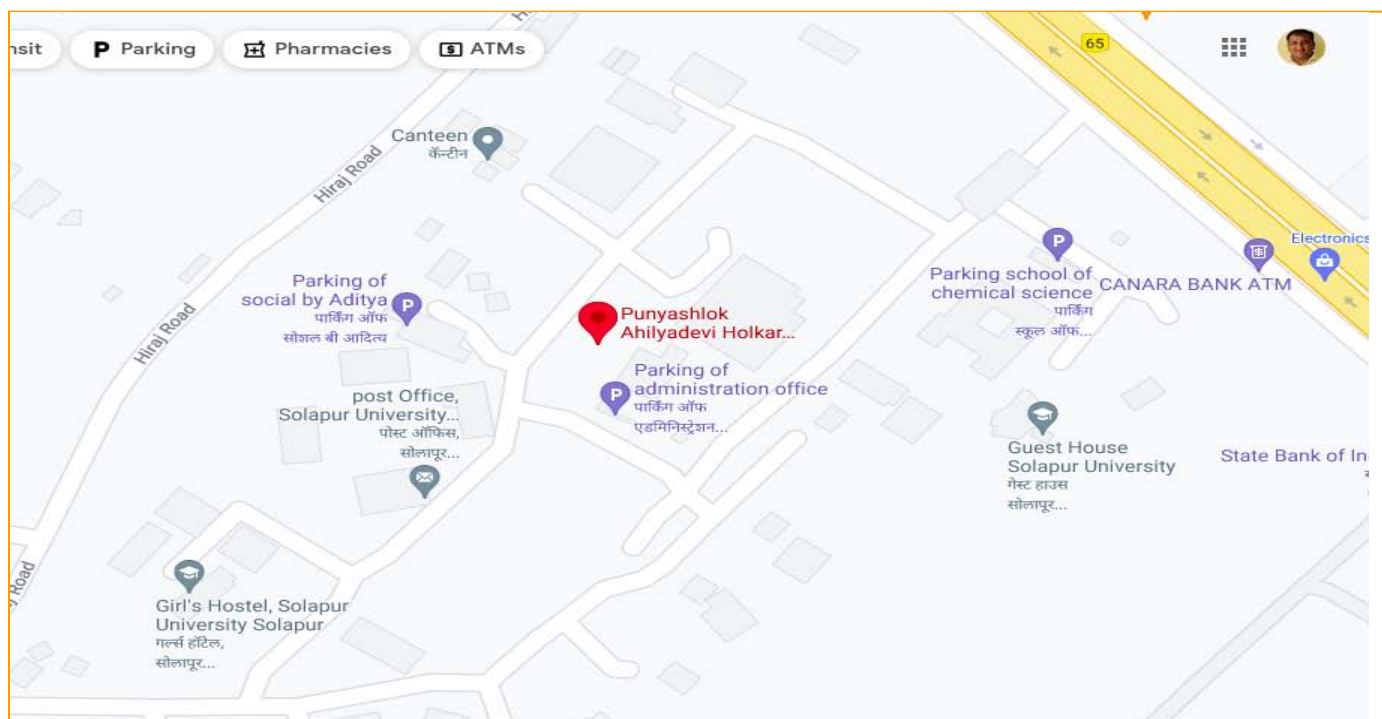 nsit
P Parking
Pharmacies
ATMs
65
Hi
Canteen
कॅन्टीन
Hiraj Road
Electronics
Parking of
social by Aditya
पार्किंग ऑफ
सोशल बी आदित्य
Parking school of
chemical science
पार्किंग
स्कूल ऑफ...
CANARA BANK ATM
Hiraj Road
Punyashlok
Ahilyadevi Holkar...
Parking of
administration office
पार्किंग ऑफ
एडमिनिस्ट्रेशन...
post Office,
Solapur University...
पोस्ट ऑफिस,
सोलापूर...
Guest House
Solapur University
गेस्ट हाउस
सोलापूर...
State Bank of In
Road
Girl's Hostel, Solapur
University Solapur
गर्ल्स हॉटेल,
सोलापूर...